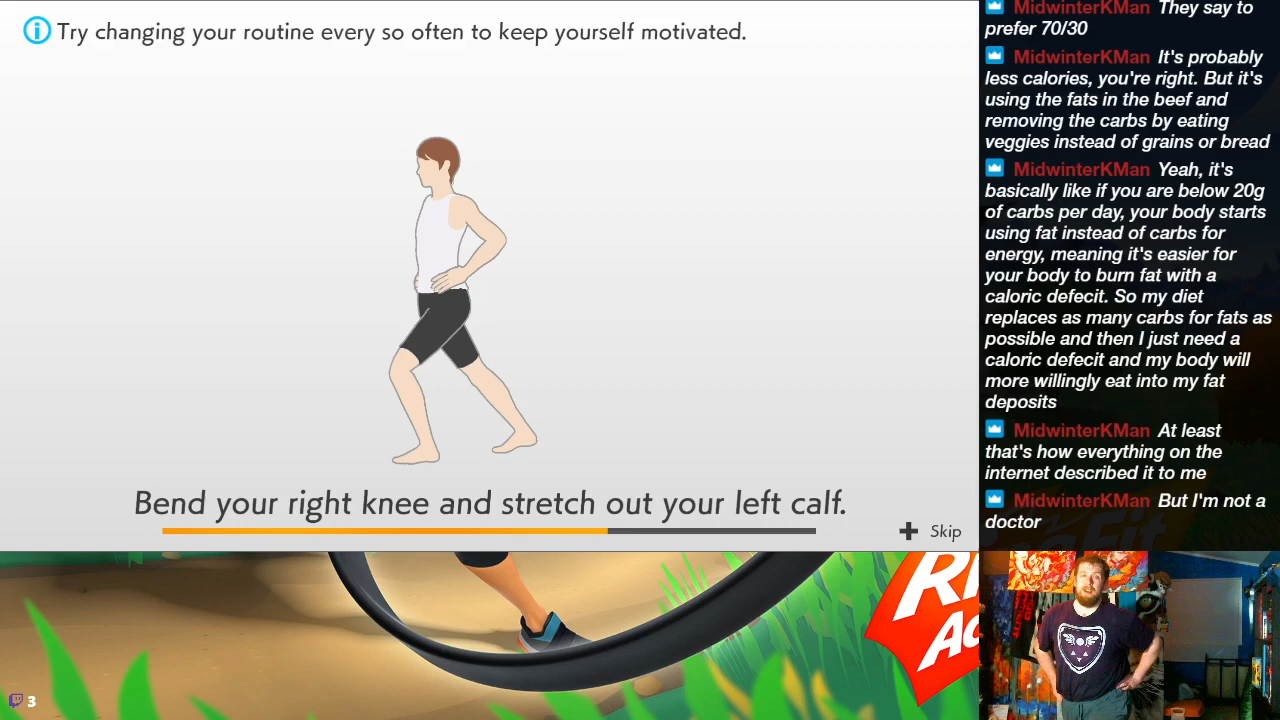 Try changing your routine every so often to keep yourself motivated.
Bend your right knee and stretch out your left calf.
Skip
3
MidwinterKMan They say to
prefer 70/30
MidwinterKMan It's probably
less calories, you're right. But it's
using the fats in the beef and
removing the carbs by eating
veggies instead of grains or bread
MidwinterKMan Yeah, it's
basically like if you are below 20g
of carbs per day, your body starts
using fat instead of carbs for
energy, meaning it's easier for
your body to burn fat with a
caloric defecit. So my diet
replaces as many carbs for fats as
possible and then I just need a
caloric defecit and my body will
more willingly eat into my fat
deposits
MidwinterKMan At least
that's how everything on the
internet described it to me
MidwinterKMan But I'm not a
doctor